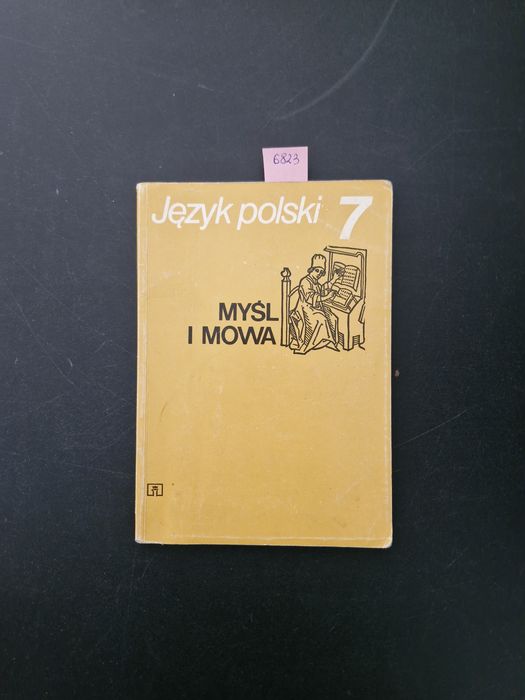 6823
Język polski 7
MYŚL
I MOWA